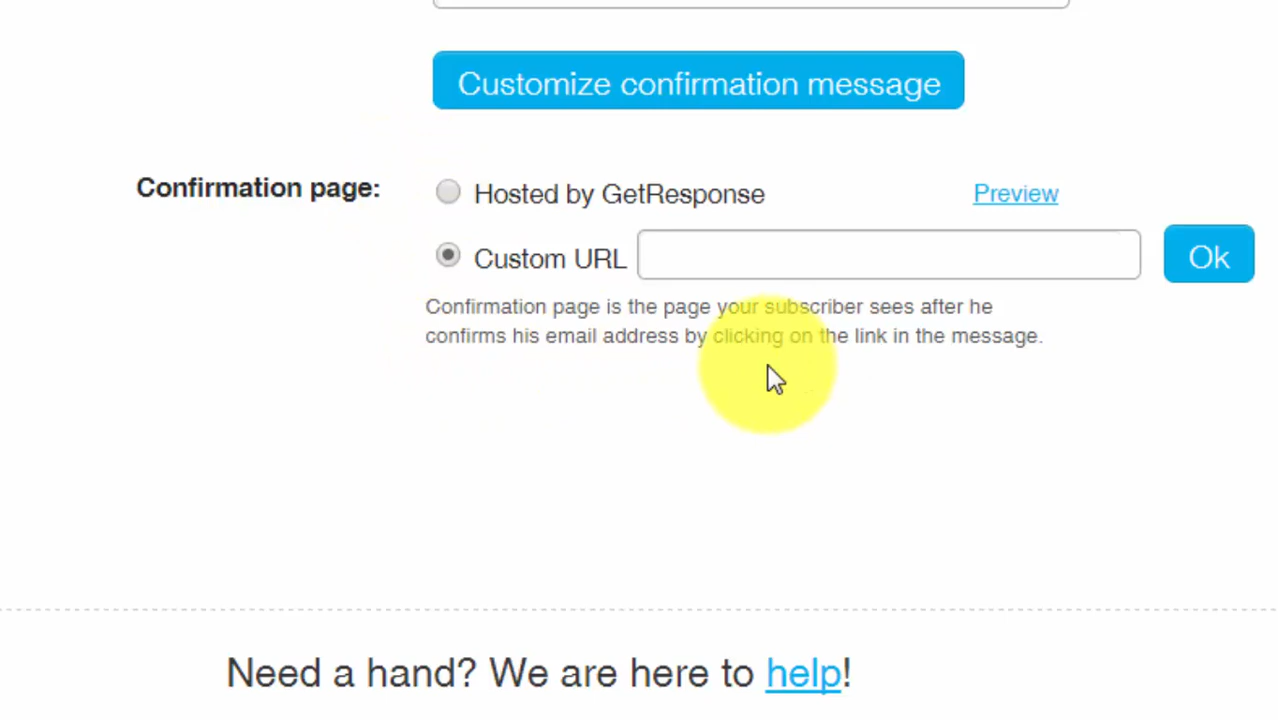 Customize confirmation message
Confirmation page:
Hosted by GetResponse
Preview
Custom URL
Ok
Confirmation page is the page your subscriber sees after he
confirms his email address by clicking on the link in the message.
Need a hand? We are here to help!